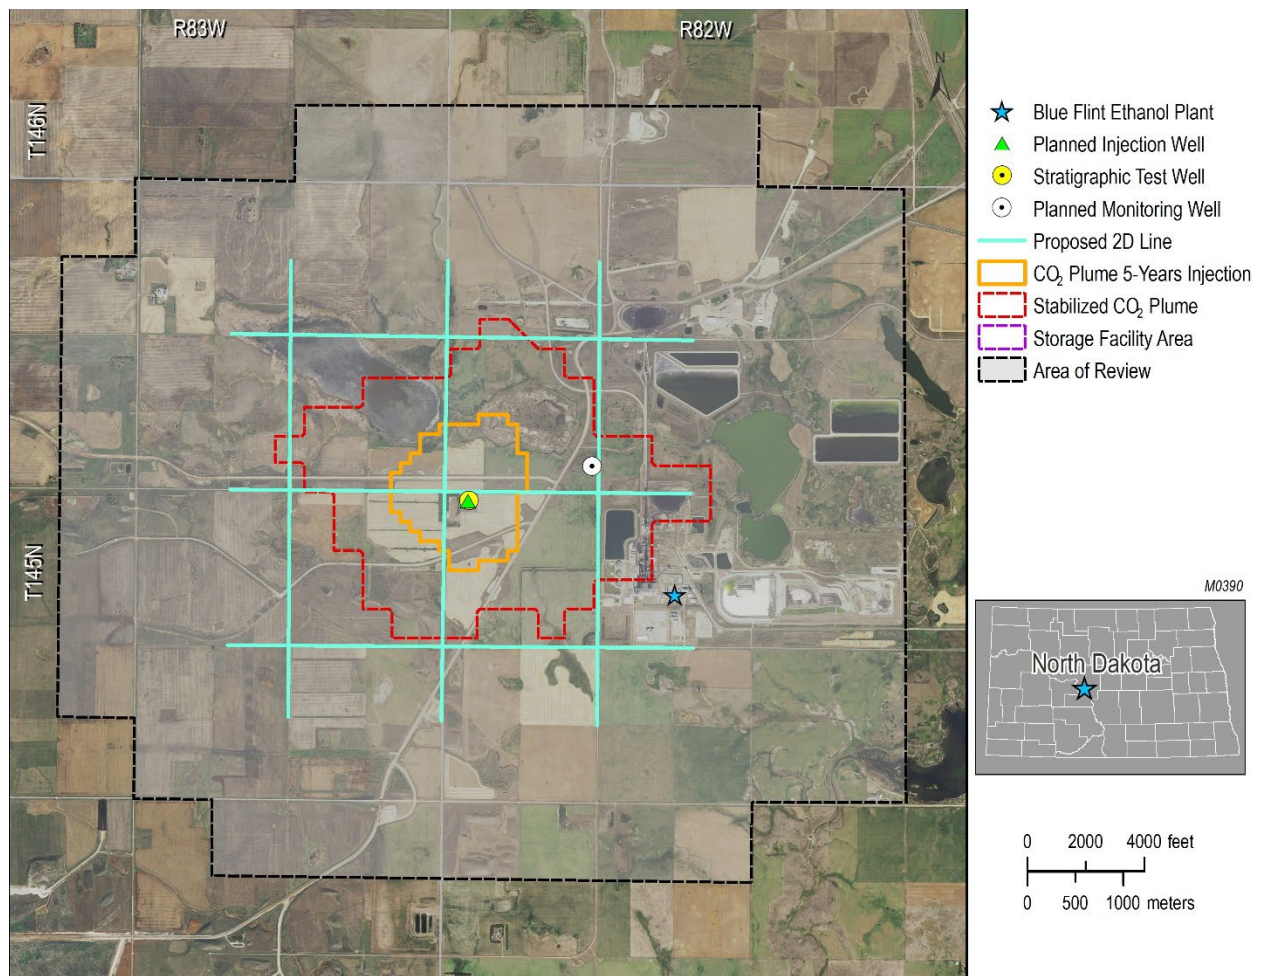 R83W
R82W
T146N
T145N
N
Blue Flint Ethanol Plant
Planned Injection Well
Stratigraphic Test Well
Planned Monitoring Well
Proposed 2D Line
CO₂ Plume 5-Years Injection
Stabilized CO₂ Plume
Storage Facility Area
Area of Review
M0390
North Dakota
0 2000 4000 feet
0 500 1000 meters